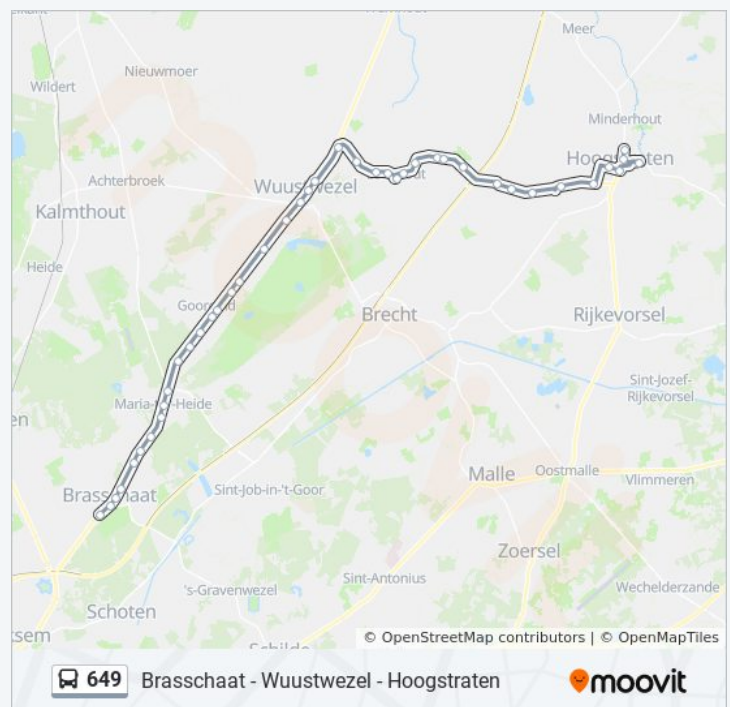 Meer
Nieuwmoer
Wildert
Minderhout
Hoogstraten
Achterbroek
Wuustwezel
Kalmthout
Heide
Brecht
Rijkevorsel
Sint-Jozef-
Rijkevorsel
Brasschaat
Sint-Job-in-'t-Goor
Malle
Oostmalle
Vlimmeren
Zoersel
Sint-Antonius
's-Gravenwezel
Wechelderzande
Schoten
© OpenStreetMap contributors | © OpenMapTiles
649 Brasschaat - Wuustwezel - Hoogstraten moovit